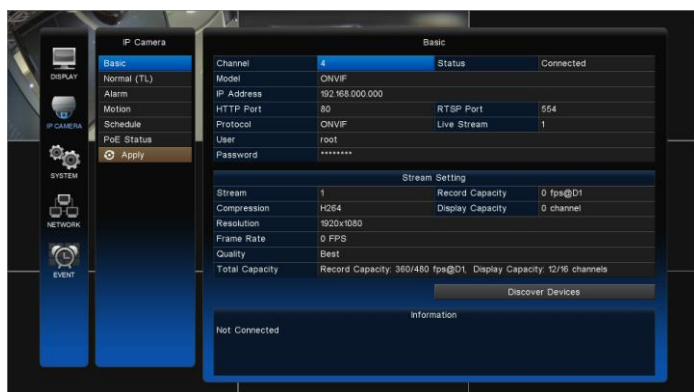 IP Camera
Basic
DISPLAY
IP CAMERA
SYSTEM
NETWORK
EVENT
Basic
Normal (TL)
Alarm
Motion
Schedule
PoE Status
Apply
Channel 4 Status Connected
Model ONVIF
IP Address 192.168.000.000
HTTP Port 80 RTSP Port 554
Protocol ONVIF Live Stream 1
User root
Password ********
Stream Setting
Stream 1 Record Capacity 0 fps@D1
Compression H264 Display Capacity 0 channel
Resolution 1920x1080
Frame Rate 0 FPS
Quality Best
Total Capacity Record Capacity: 360/480 fps@D1, Display Capacity: 12/16 channels
Discover Devices
Information
Not Connected